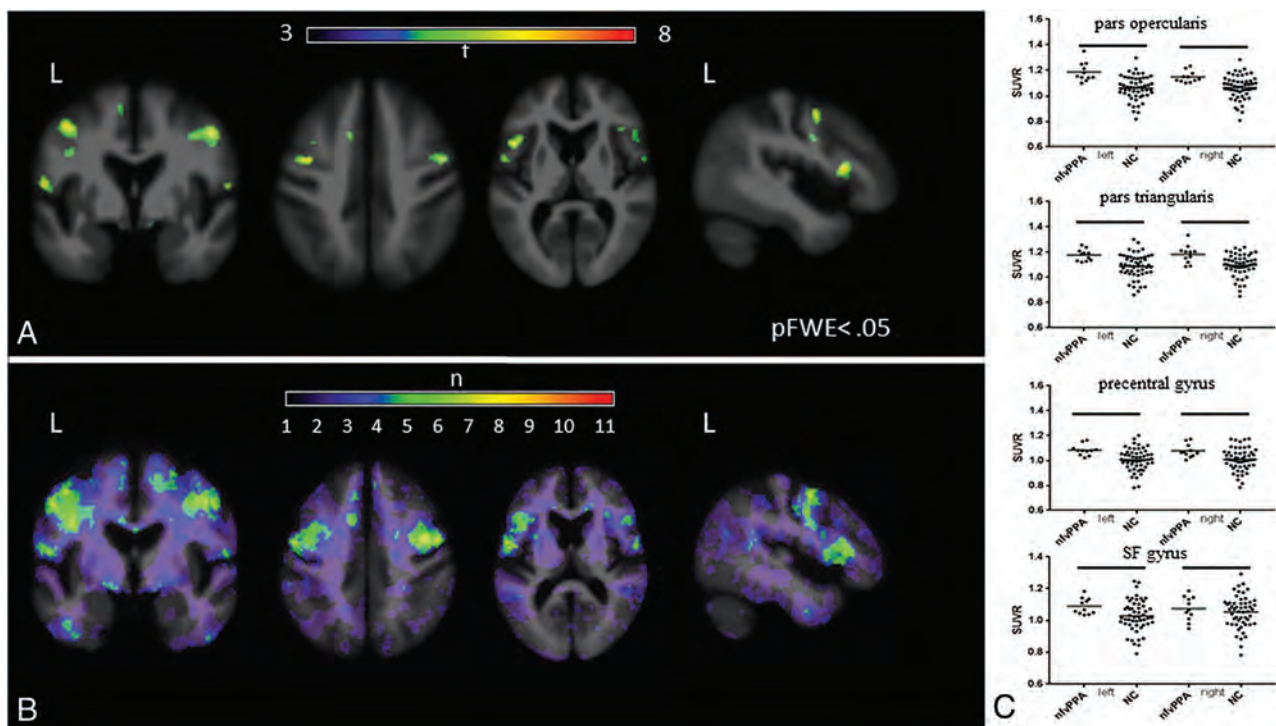 3
8
t
L
L
pFWE<.05
A
n
1 2 3 4 5 6 7 8 9 10 11
L
L
B
pars opercularis
1.6
1.4
1.2
1.0
0.8
0.6
SUVR
nfvPPA left NC nfvPPA right NC
pars triangularis
1.6
1.4
1.2
1.0
0.8
0.6
SUVR
nfvPPA left NC nfvPPA right NC
precentral gyrus
1.6
1.4
1.2
1.0
0.8
0.6
SUVR
nfvPPA left NC nfvPPA right NC
SF gyrus
1.4
1.2
1.0
0.8
0.6
SUVR
nfvPPA left NC nfvPPA right NC
C